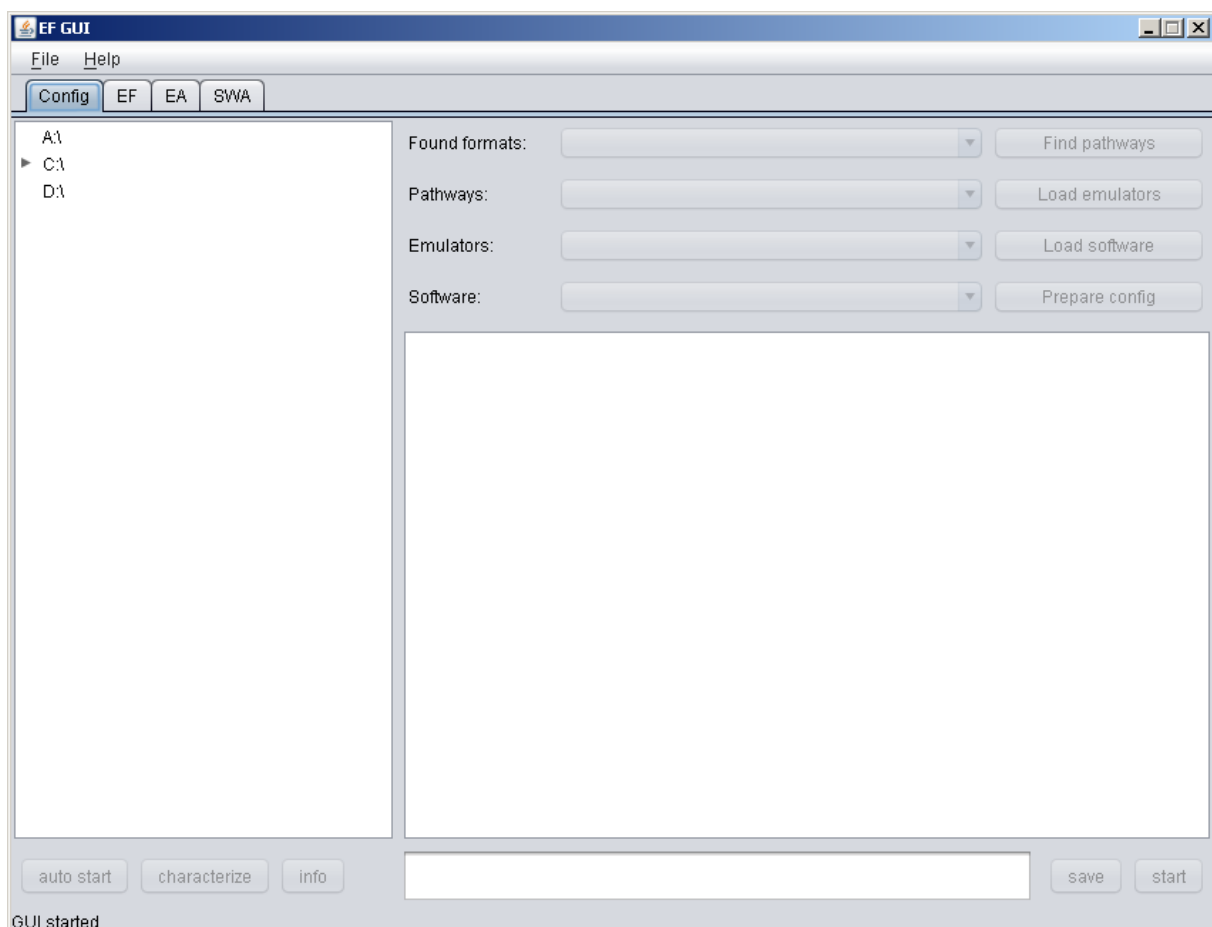 EF GUI
File Help
Config EF EA SWA
A:\
C:\
D:\
Found formats: Find pathways
Pathways: Load emulators
Emulators: Load software
Software: Prepare config
auto start characterize info save start
GUI started